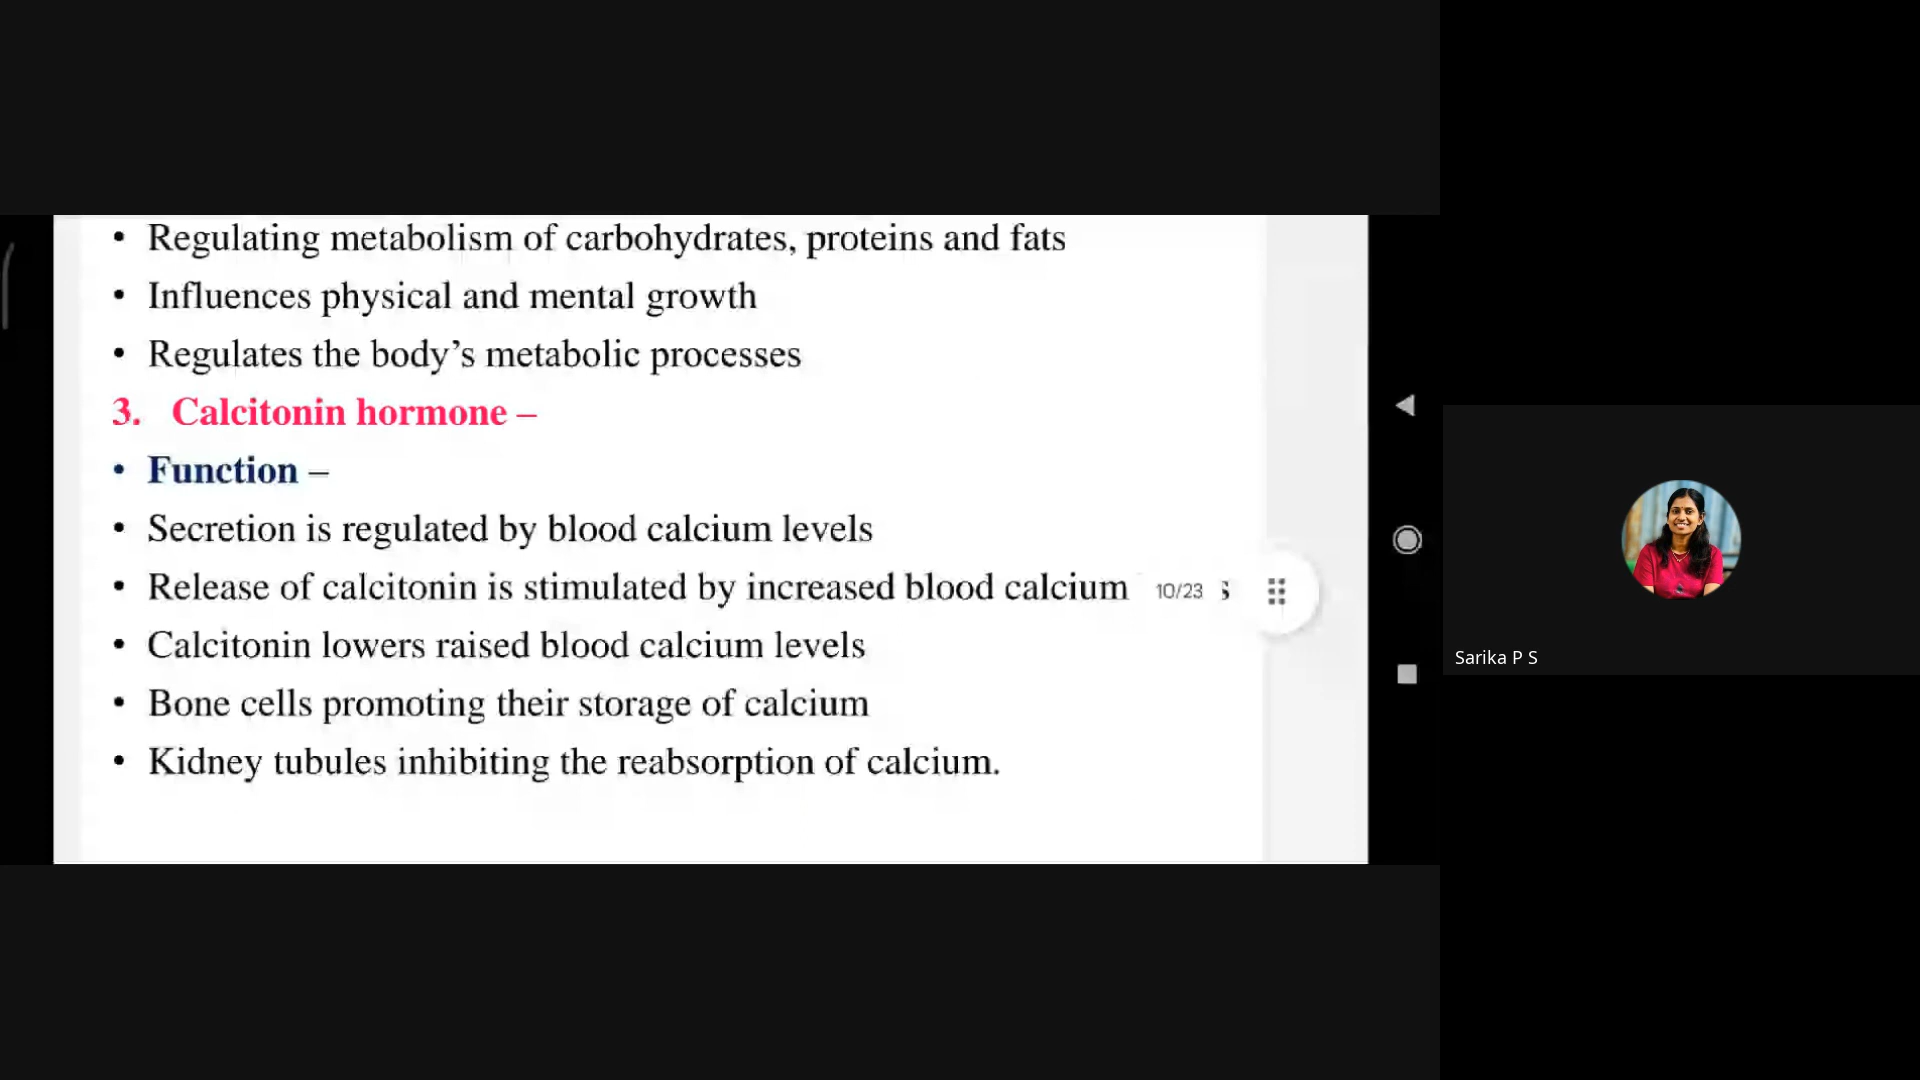 • Regulating metabolism of carbohydrates, proteins and fats
• Influences physical and mental growth
• Regulates the body’s metabolic processes
3. Calcitonin hormone –
• Function –
• Secretion is regulated by blood calcium levels
• Release of calcitonin is stimulated by increased blood calcium
10/23
• Calcitonin lowers raised blood calcium levels
• Bone cells promoting their storage of calcium
• Kidney tubules inhibiting the reabsorption of calcium.
Sarika P S